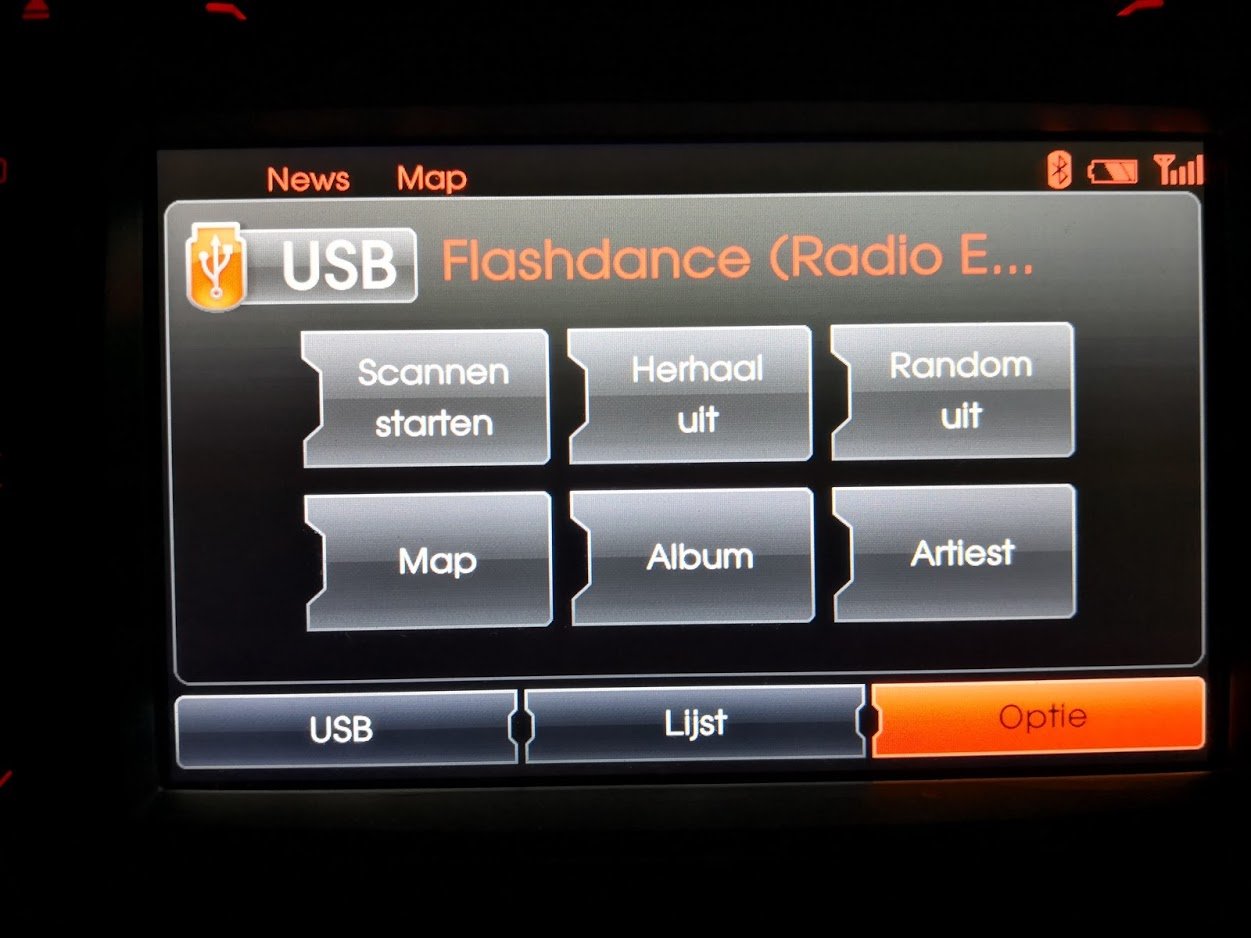 News Map
USB Flashdance (Radio E...
Scannen starten
Herhaal uit
Random uit
Map Album Artiest
USB Lijst Optie